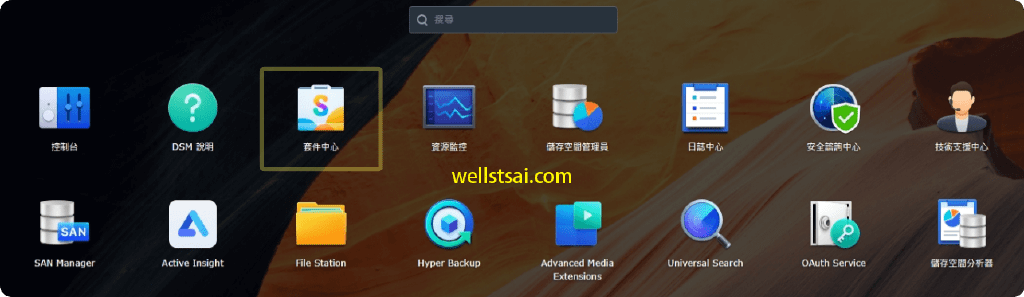 搜尋
控制台
DSM 說明
套件中心
資源監控
儲存空間管理員
日誌中心
安全諮詢中心
技術支援中心
wellstsai.com
SAN
SAN Manager
Active Insight
File Station
Hyper Backup
Advanced Media
Extensions
Universal Search
OAuth Service
儲存空間分析器